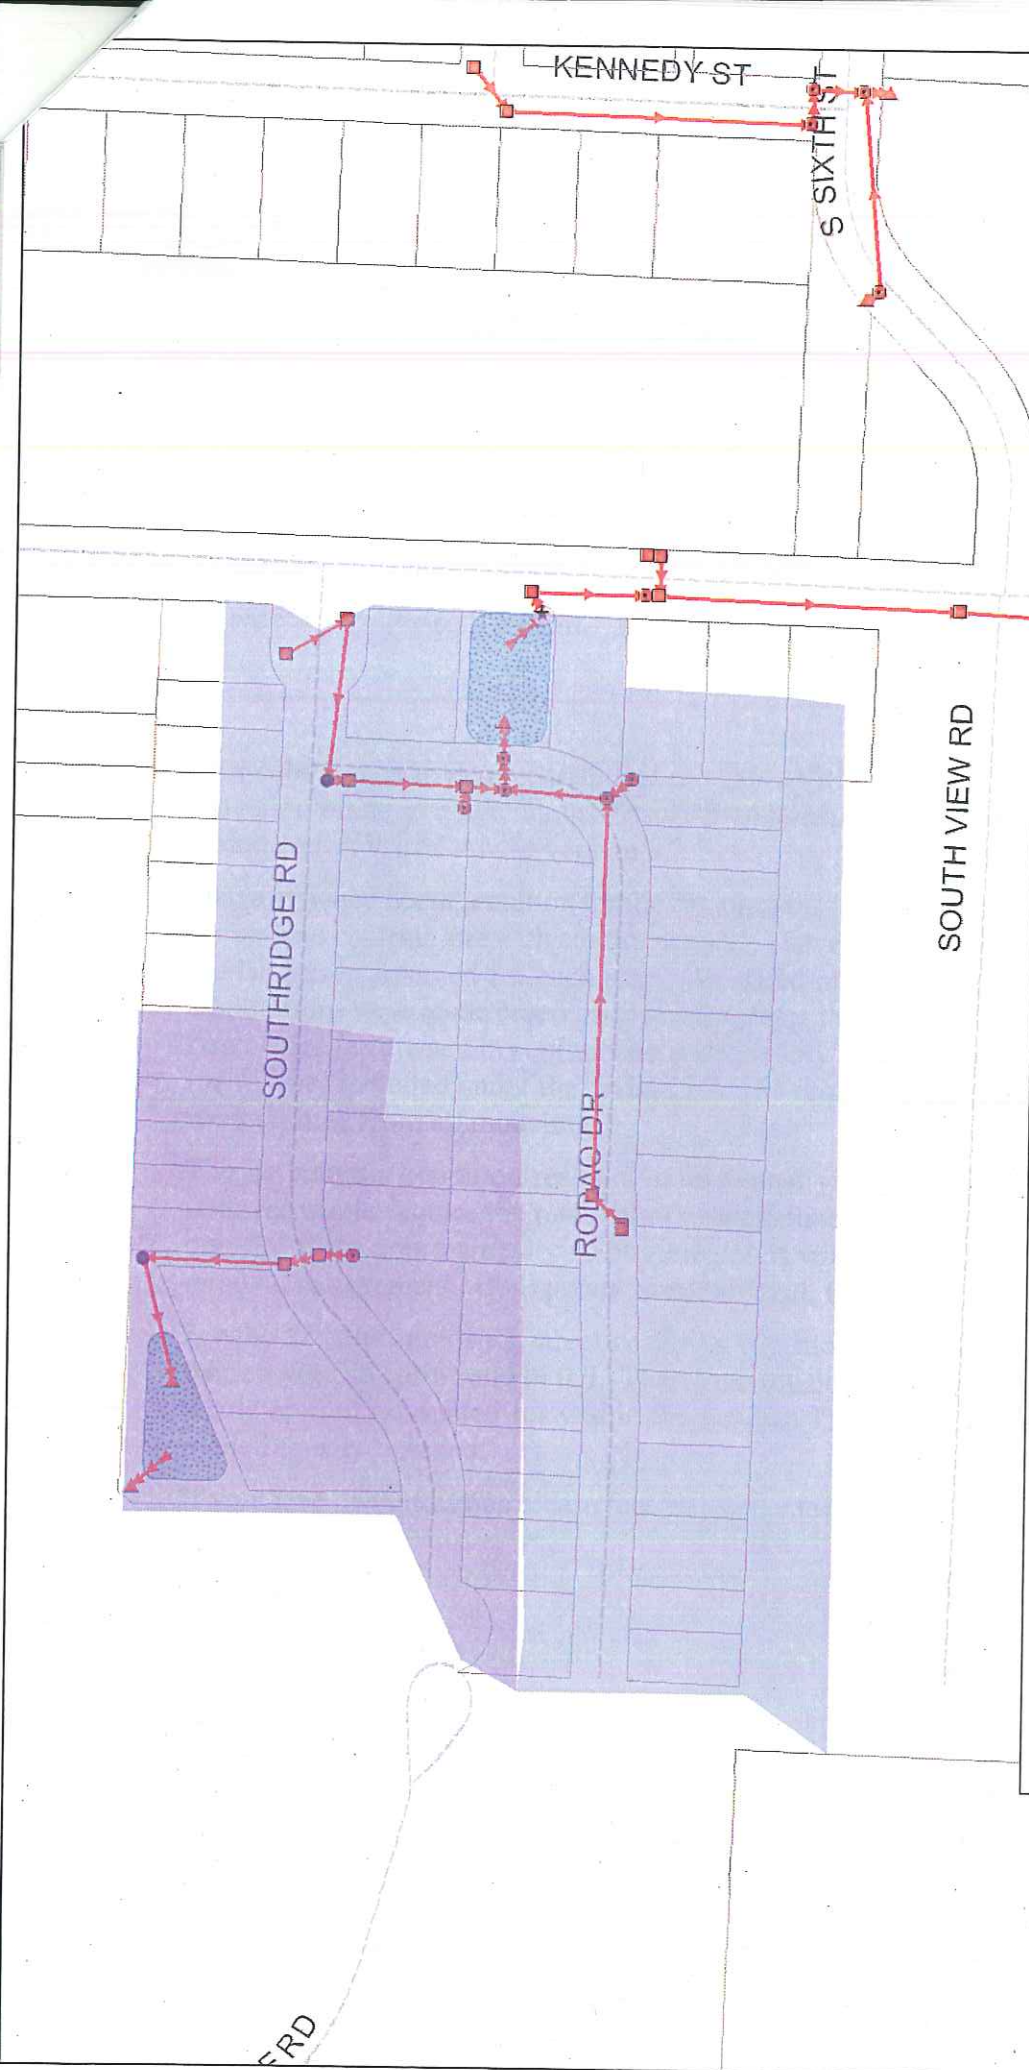 KENNEDY ST
S SIXTH ST
SOUTH VIEW RD
SOUTHRIDGE RD
RODAO DR
RD